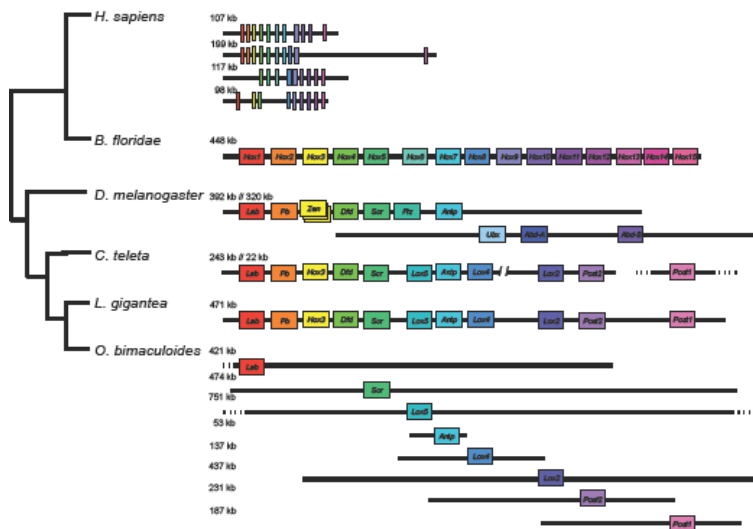 H. sapiens
107 kb
199 kb
117 kb
98 kb
B. floridae
448 kb
Hox1 Hox2 Hox3 Hox4 Hox5 Hox6 Hox7 Hox8 Hox9 Hox10 Hox11 Hox12 Hox13 Hox14 Hox15
D. melanogaster
392 kb // 320 kb
Lab Pb Zen Dfd Scr Ftz Antp
Ubx Abd-A Abd-B
C. teleta
243 kb // 22 kb
Lab Pb Hox3 Dfd Scr Lox5 Antp Lox4 // Lox2 Post2 Post1
L. gigantea
471 kb
Lab Pb Hox3 Dfd Scr Lox5 Antp Lox4 Lox2 Post2 Post1
O. bimaculoides
421 kb
Lab
474 kb
Scr
751 kb
Lox5
53 kb
Antp
137 kb
Lox4
437 kb
Lox2
231 kb
Post2
187 kb
Post1